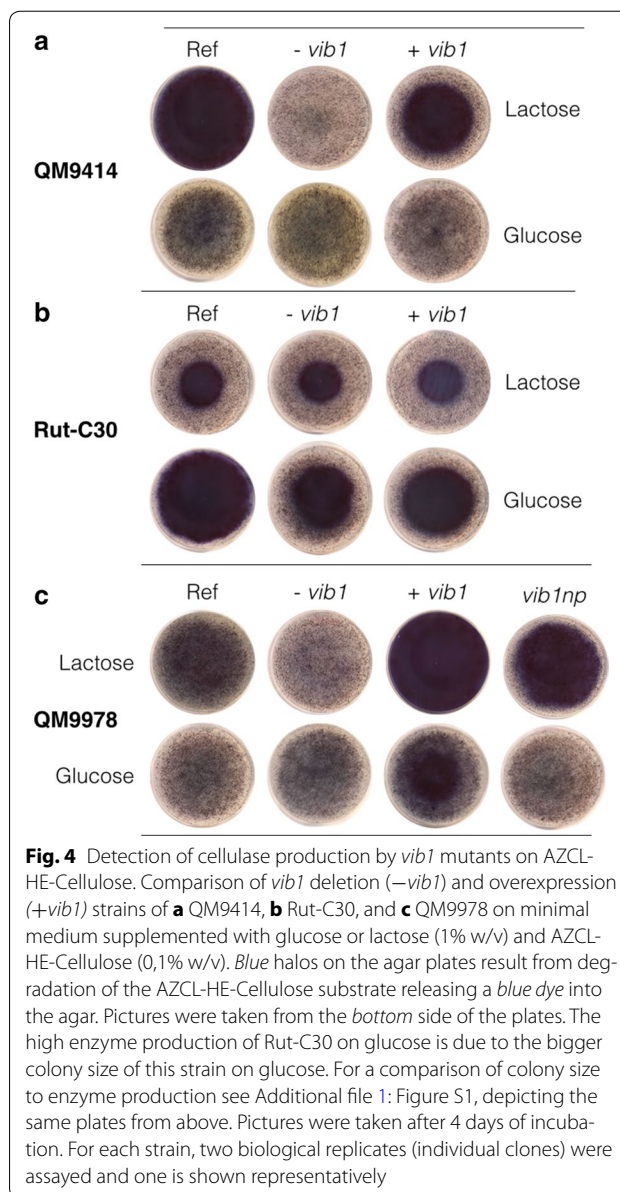 a
Ref - vib1 + vib1
Lactose
QM9414
Glucose
b
Ref - vib1 + vib1
Lactose
Rut-C30
Glucose
c
Ref - vib1 + vib1 vib1np
Lactose
QM9978
Glucose
Fig. 4 Detection of cellulase production by vib1 mutants on AZCL-
HE-Cellulose. Comparison of vib1 deletion (−vib1) and overexpression
(+vib1) strains of a QM9414, b Rut-C30, and c QM9978 on minimal
medium supplemented with glucose or lactose (1% w/v) and AZCL-
HE-Cellulose (0,1% w/v). Blue halos on the agar plates result from deg-
radation of the AZCL-HE-Cellulose substrate releasing a blue dye into
the agar. Pictures were taken from the bottom side of the plates. The
high enzyme production of Rut-C30 on glucose is due to the bigger
colony size of this strain on glucose. For a comparison of colony size
to enzyme production see Additional file 1: Figure S1, depicting the
same plates from above. Pictures were taken after 4 days of incuba-
tion. For each strain, two biological replicates (individual clones) were
assayed and one is shown representatively